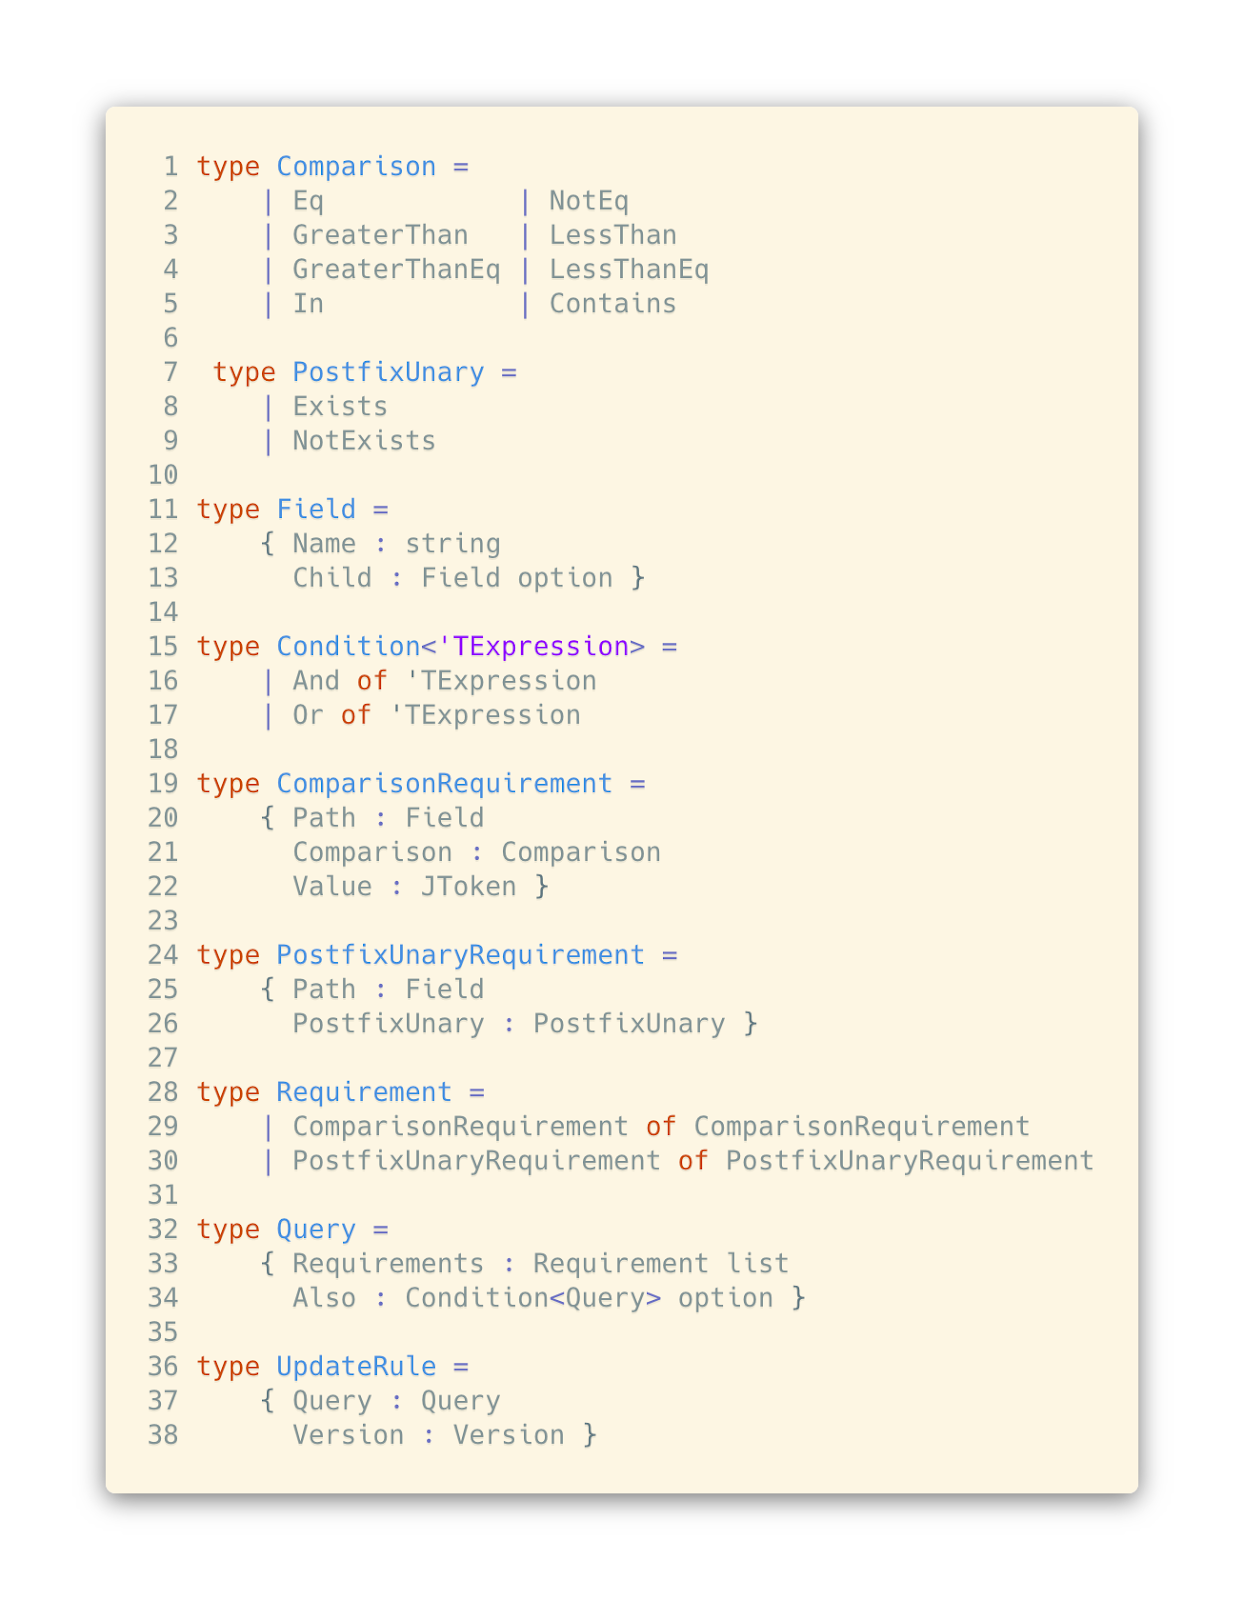 1 type Comparison =
2     | Eq            | NotEq
3     | GreaterThan   | LessThan
4     | GreaterThanEq | LessThanEq
5     | In            | Contains
6
7  type PostfixUnary =
8     | Exists
9     | NotExists
10
11 type Field =
12     { Name : string
13       Child : Field option }
14
15 type Condition<'TExpression> =
16     | And of 'TExpression
17     | Or of 'TExpression
18
19 type ComparisonRequirement =
20     { Path : Field
21       Comparison : Comparison
22       Value : JToken }
23
24 type PostfixUnaryRequirement =
25     { Path : Field
26       PostfixUnary : PostfixUnary }
27
28 type Requirement =
29     | ComparisonRequirement of ComparisonRequirement
30     | PostfixUnaryRequirement of PostfixUnaryRequirement
31
32 type Query =
33     { Requirements : Requirement list
34       Also : Condition<Query> option }
35
36 type UpdateRule =
37     { Query : Query
38       Version : Version }